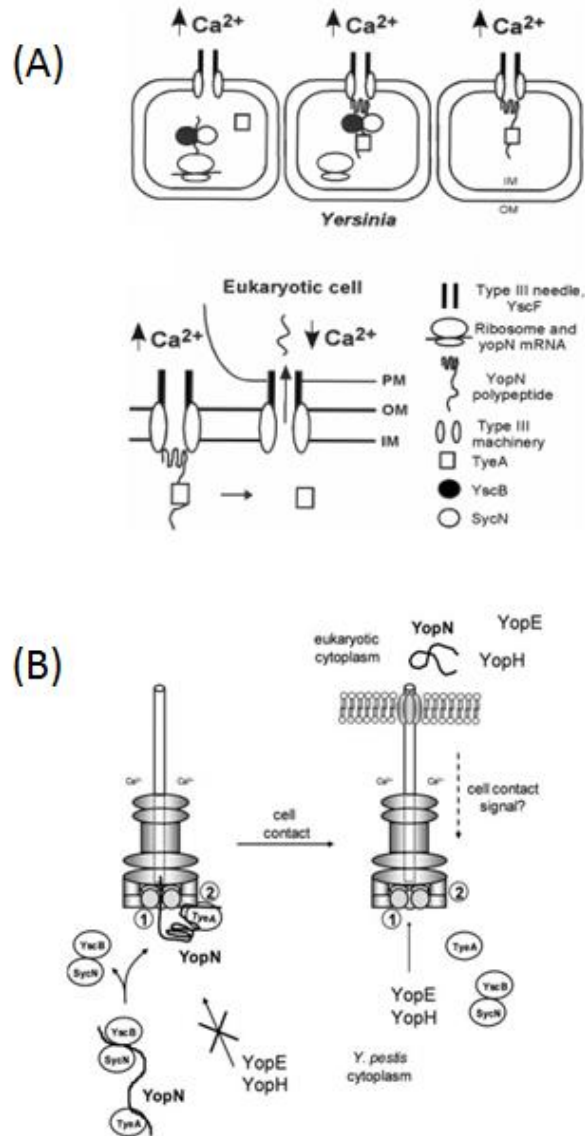 (A)
↑Ca²⁺ ↑Ca²⁺ ↑Ca²⁺
IM
OM
Yersinia
Eukaryotic cell
↑Ca²⁺ ↓Ca²⁺
PM
OM
IM
Type III needle,
YscF
Ribosome and
yopN mRNA
YopN
polypeptide
Type III
machinery
TyeA
YscB
SycN
(B)
eukaryotic
cytoplasm
YopN
YopE
YopH
Ca²⁺ Ca²⁺
cell
contact
Ca²⁺ Ca²⁺
cell contact
signal?
1 2
TyeA
YopN
1 2
YscB
SycN
TyeA
YscB
SycN
YopE
YopH
YscB
SycN
YopN
TyeA
YopE
YopH
Y. pestis
cytoplasm